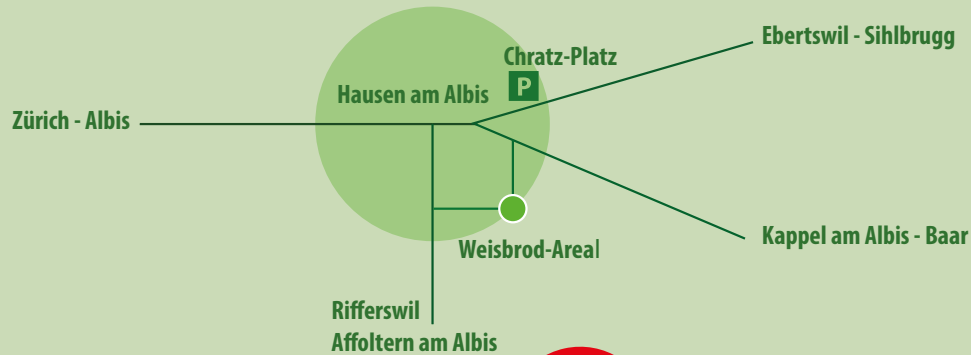 Ebertswil - Sihlbrugg
Chratz-Platz
P
Hausen am Albis
Zürich - Albis
Kappel am Albis - Baar
Weisbrod-Areal
Rifferswil
Affoltern am Albis